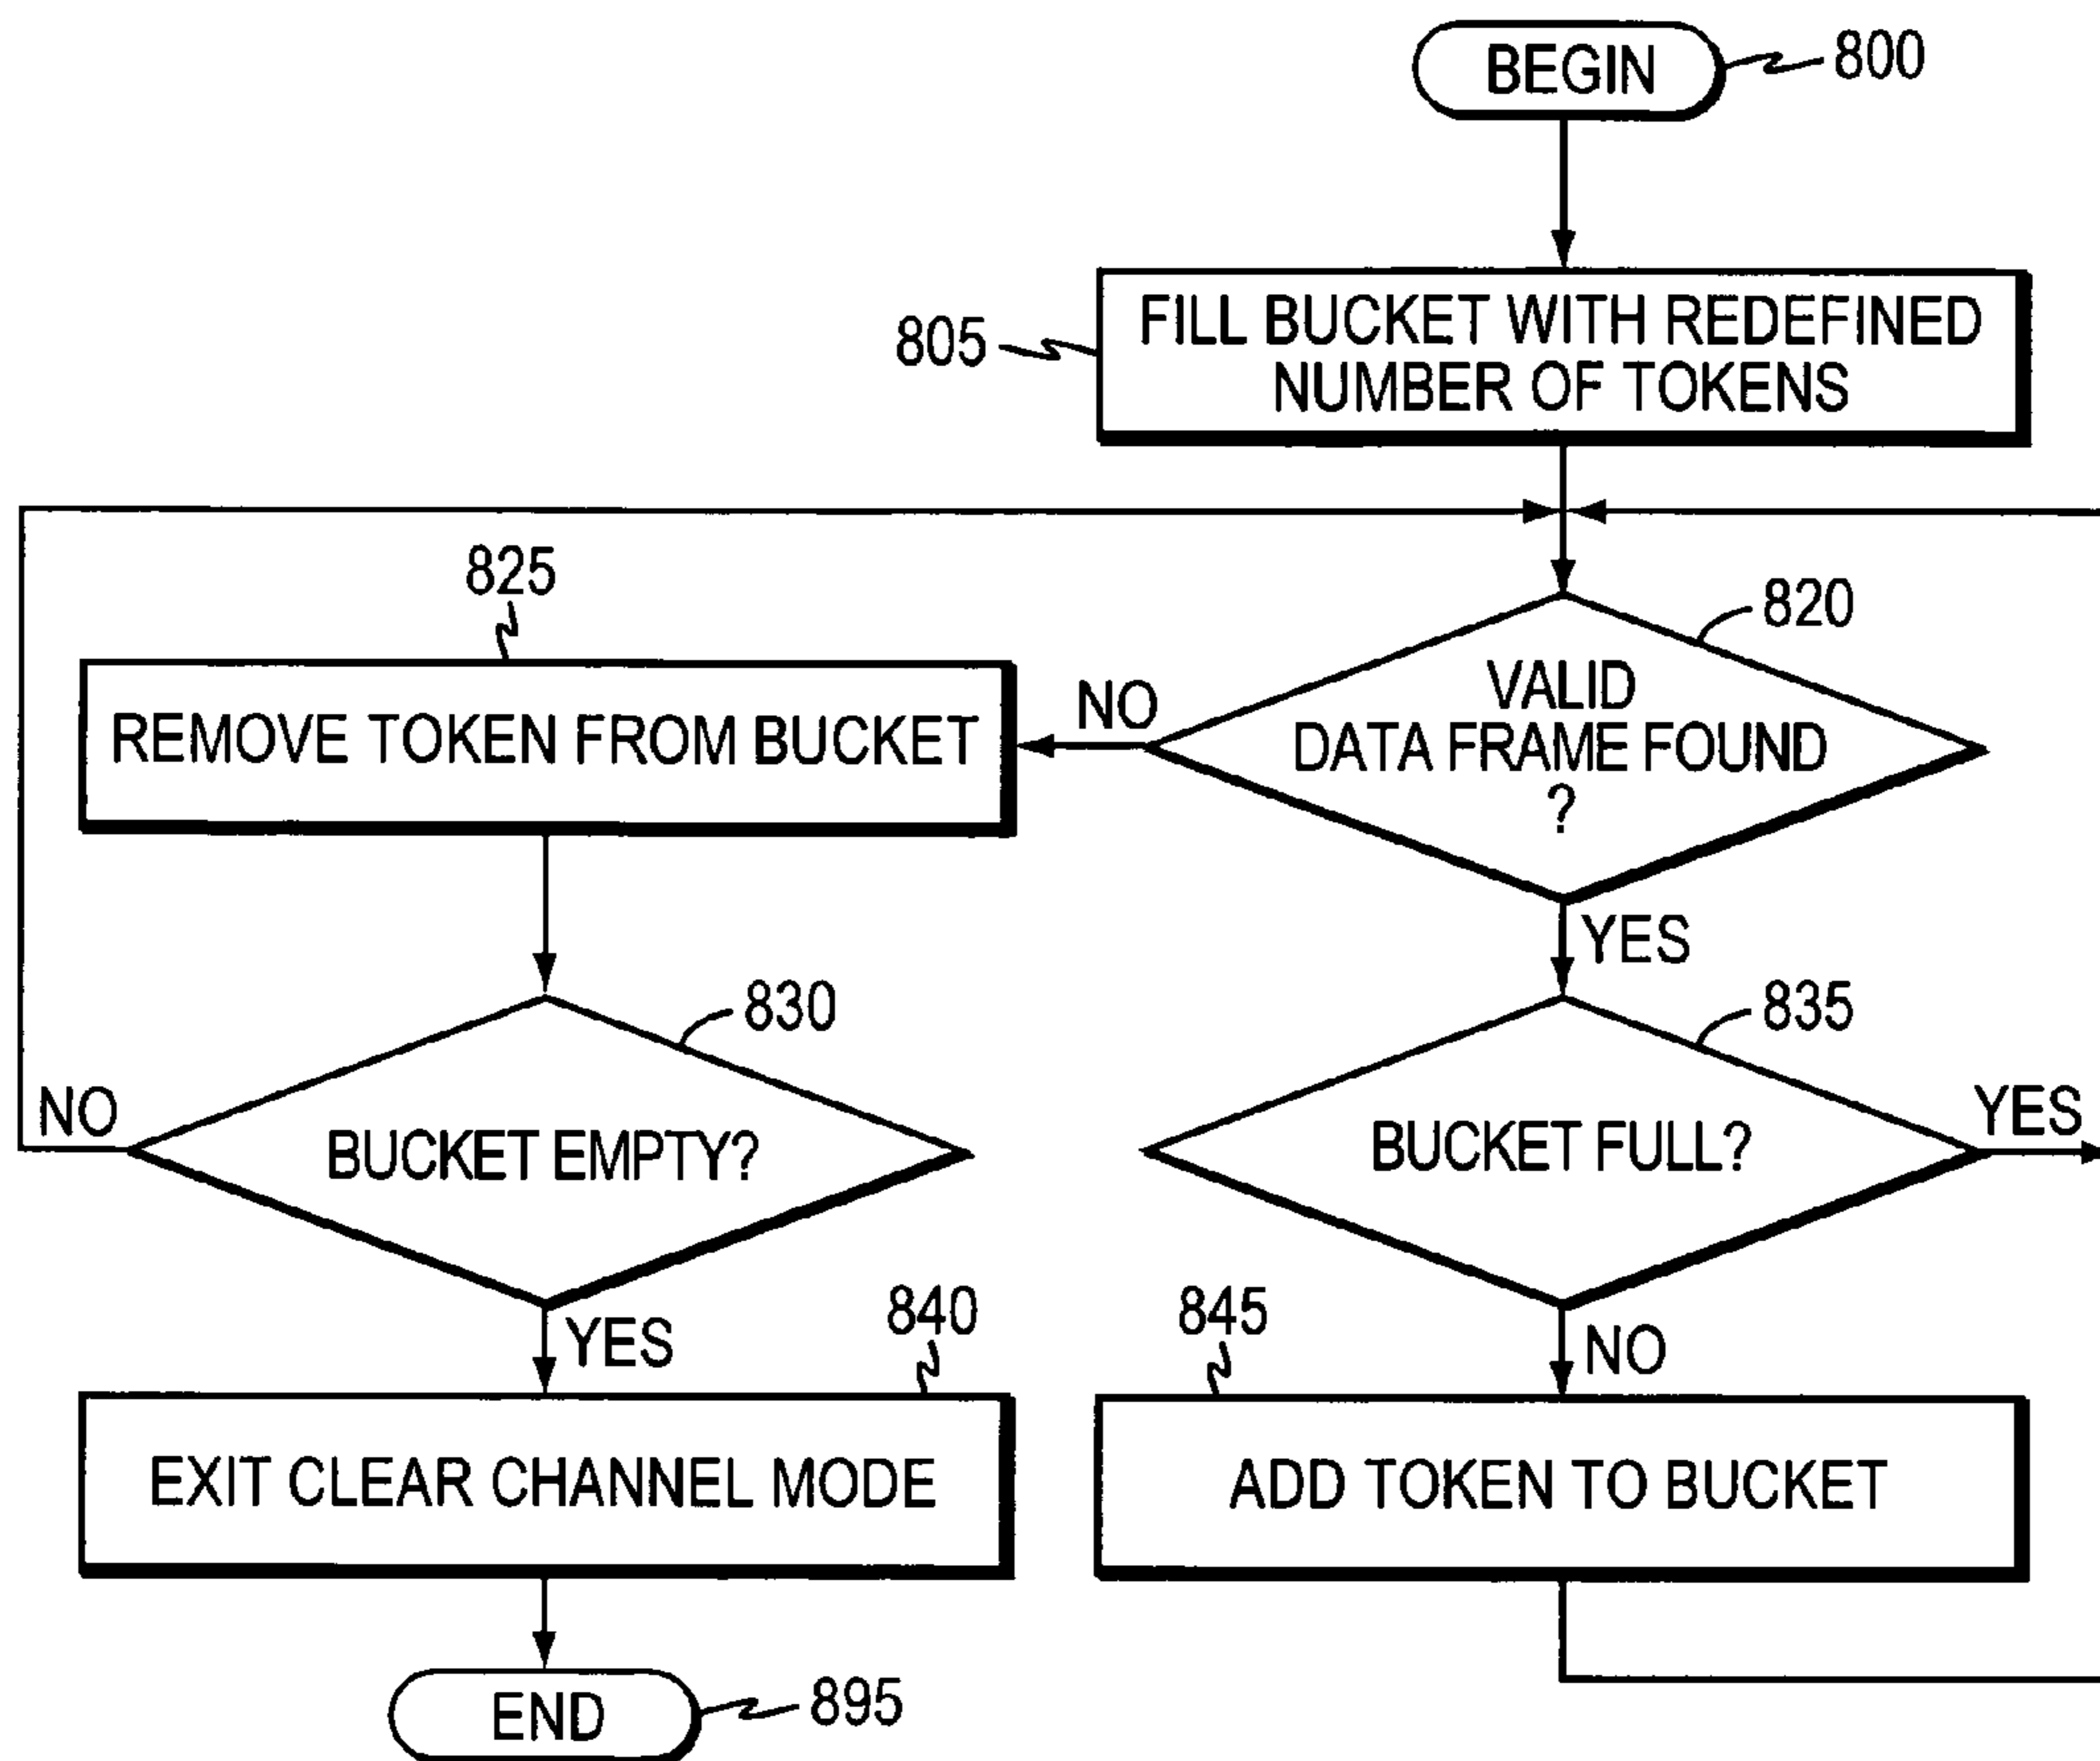 BEGIN
800
805
FILL BUCKET WITH REDEFINED
NUMBER OF TOKENS
825
820
REMOVE TOKEN FROM BUCKET
NO
VALID
DATA FRAME FOUND
?
YES
830
835
NO
BUCKET EMPTY?
BUCKET FULL?
YES
YES
840
845
NO
EXIT CLEAR CHANNEL MODE
ADD TOKEN TO BUCKET
END
895